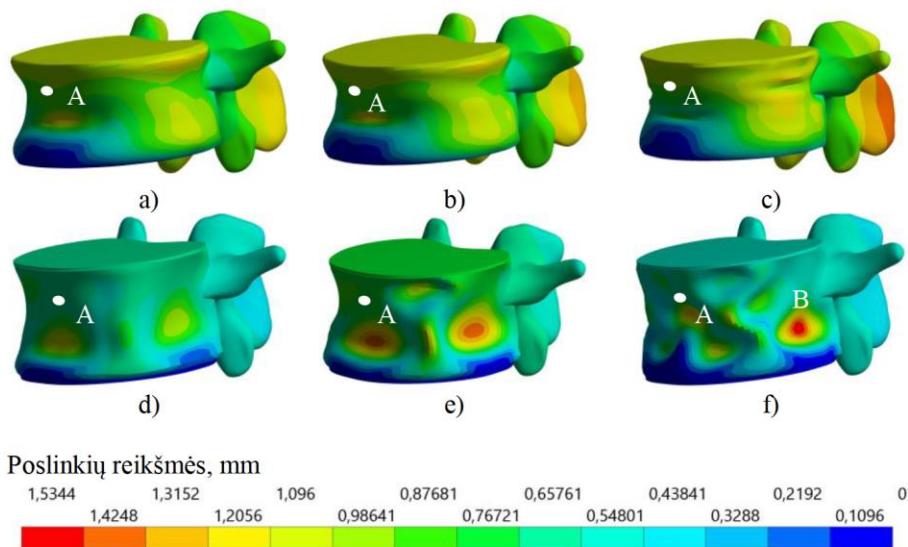 A A A
a) b) c)
A A A B
d) e) f)
Poslinkių reikšmės, mm
1,5344 1,3152 1,096 0,87681 0,65761 0,43841 0,2192 0
1,4248 1,2056 0,98641 0,76721 0,54801 0,3288 0,1096